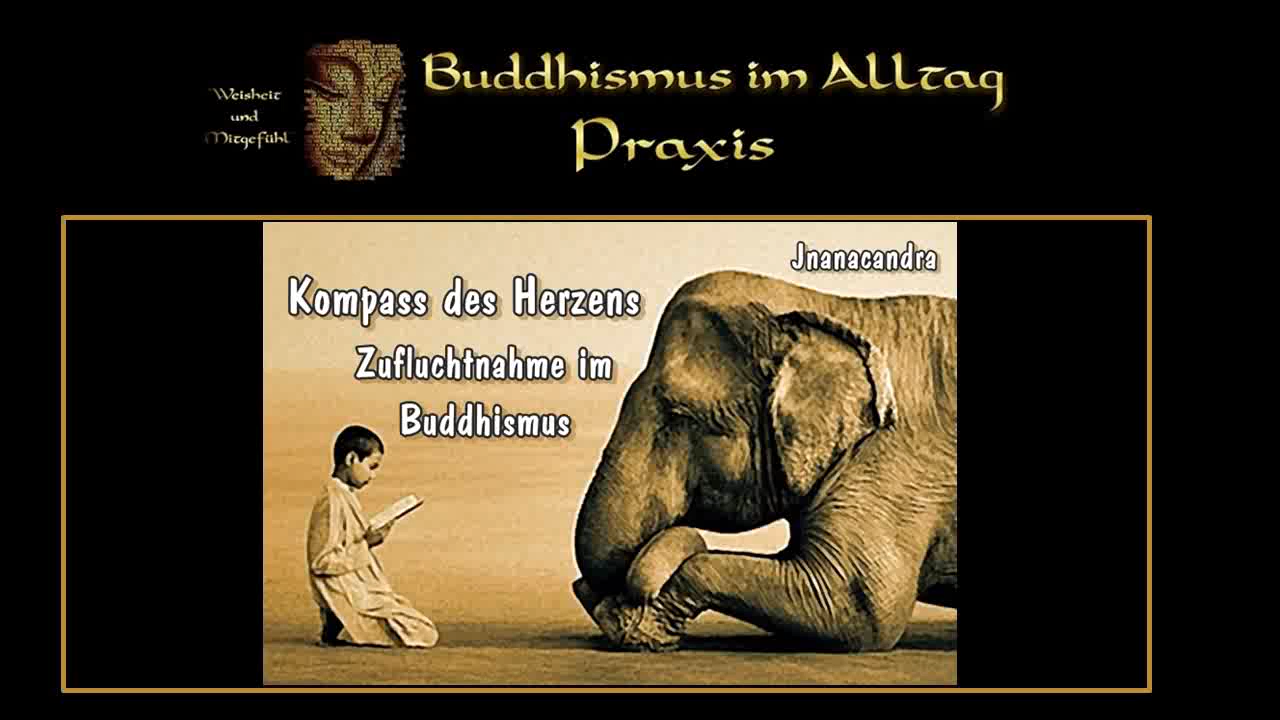 Weisheit
und
Mitgefühl
Buddhismus im Alltag
Praxis
Jnanacandra
Kompass des Herzens
Zufluchtnahme im
Buddhismus